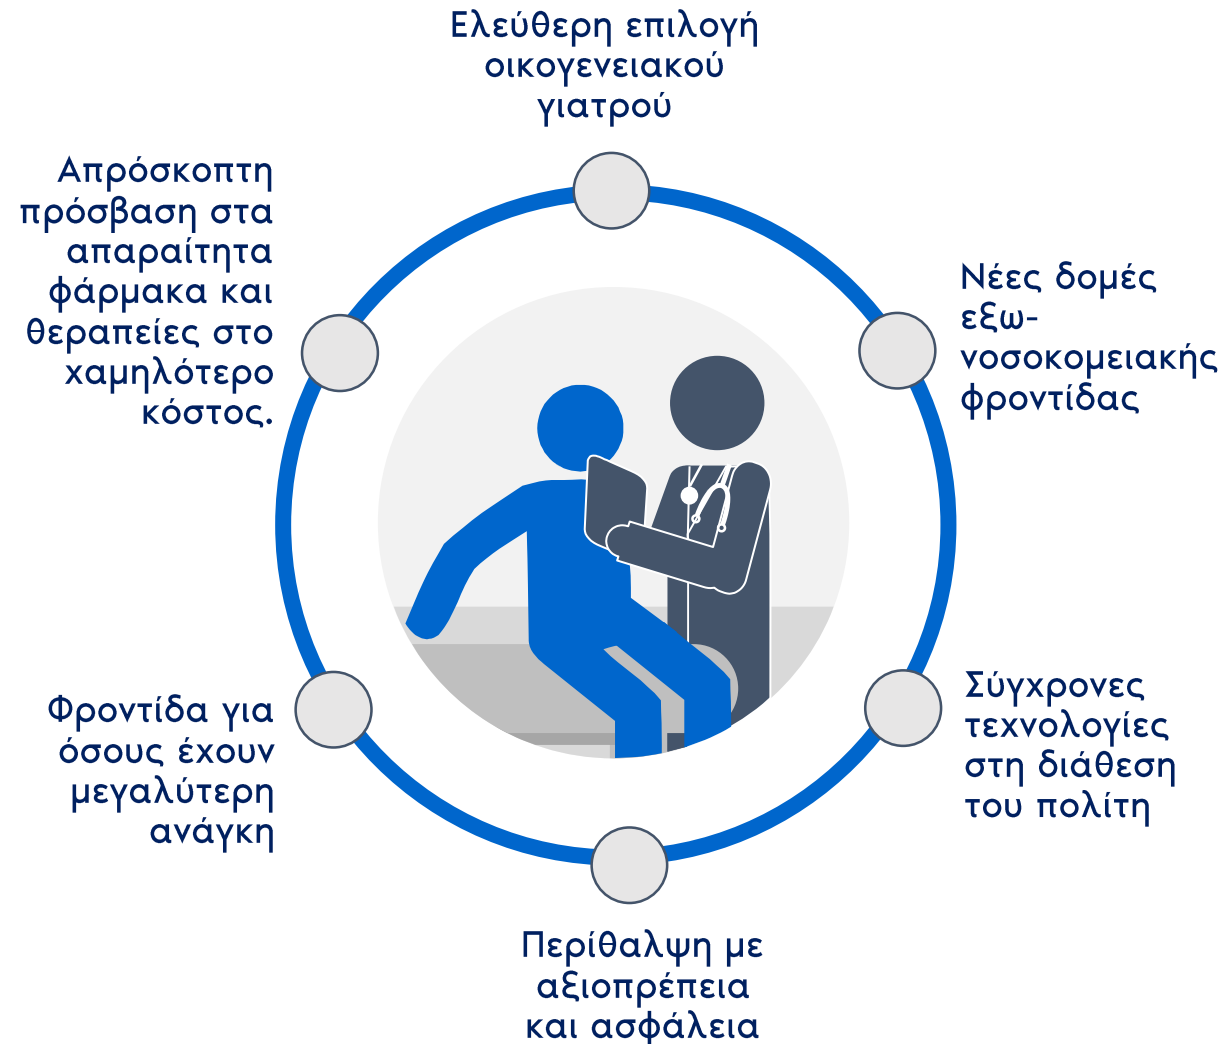 Ελεύθερη επιλογή
οικογενειακού
γιατρού
Απρόσκοπτη
πρόσβαση στα
απαραίτητα
φάρμακα και
θεραπείες στο
χαμηλότερο
κόστος.
Νέες δομές
εξω-
νοσοκομειακής
φροντίδας
Φροντίδα για
όσους έχουν
μεγαλύτερη
ανάγκη
Σύγχρονες
τεχνολογίες
στη διάθεση
του πολίτη
Περίθαλψη με
αξιοπρέπεια
και ασφάλεια